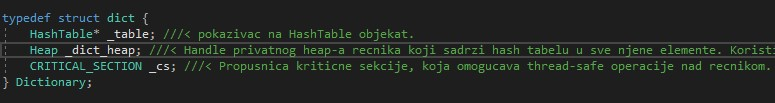 typedef struct dict {
HashTable* _table; ///< pokazivac na HashTable objekat.
Heap _dict_heap; ///< Handle privatnog heap-a recnika koji sadrzi hash tabelu u sve njene elemente. Koristi
CRITICAL_SECTION _cs; ///< Propusnica kriticne sekcije, koja omogucava thread-safe operacije nad recnikom.
} Dictionary;